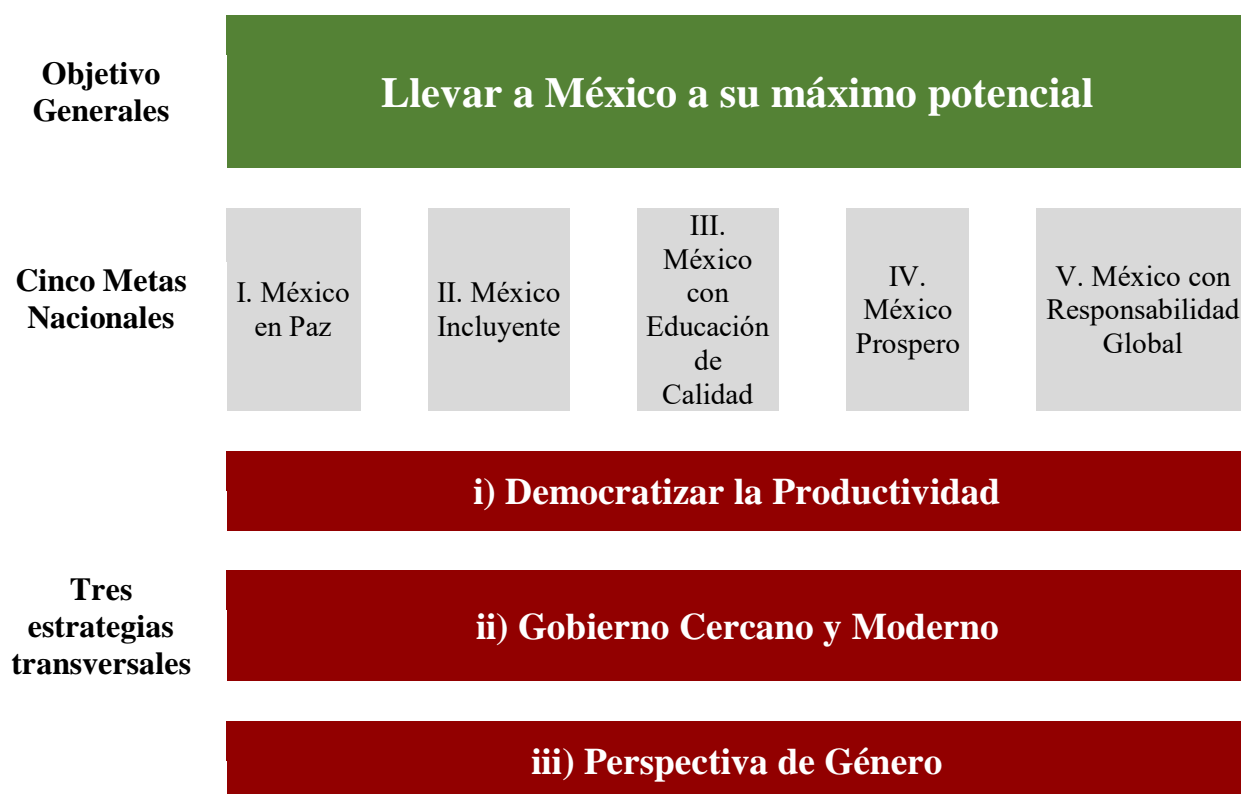 Objetivo
Generales
Llevar a México a su máximo potencial
Cinco Metas
Nacionales
I. México
en Paz
II. México
Incluyente
III.
México
con
Educación
de
Calidad
IV.
México
Prospero
V. México con
Responsabilidad
Global
Tres
estrategias
transversales
i) Democratizar la Productividad
ii) Gobierno Cercano y Moderno
iii) Perspectiva de Género